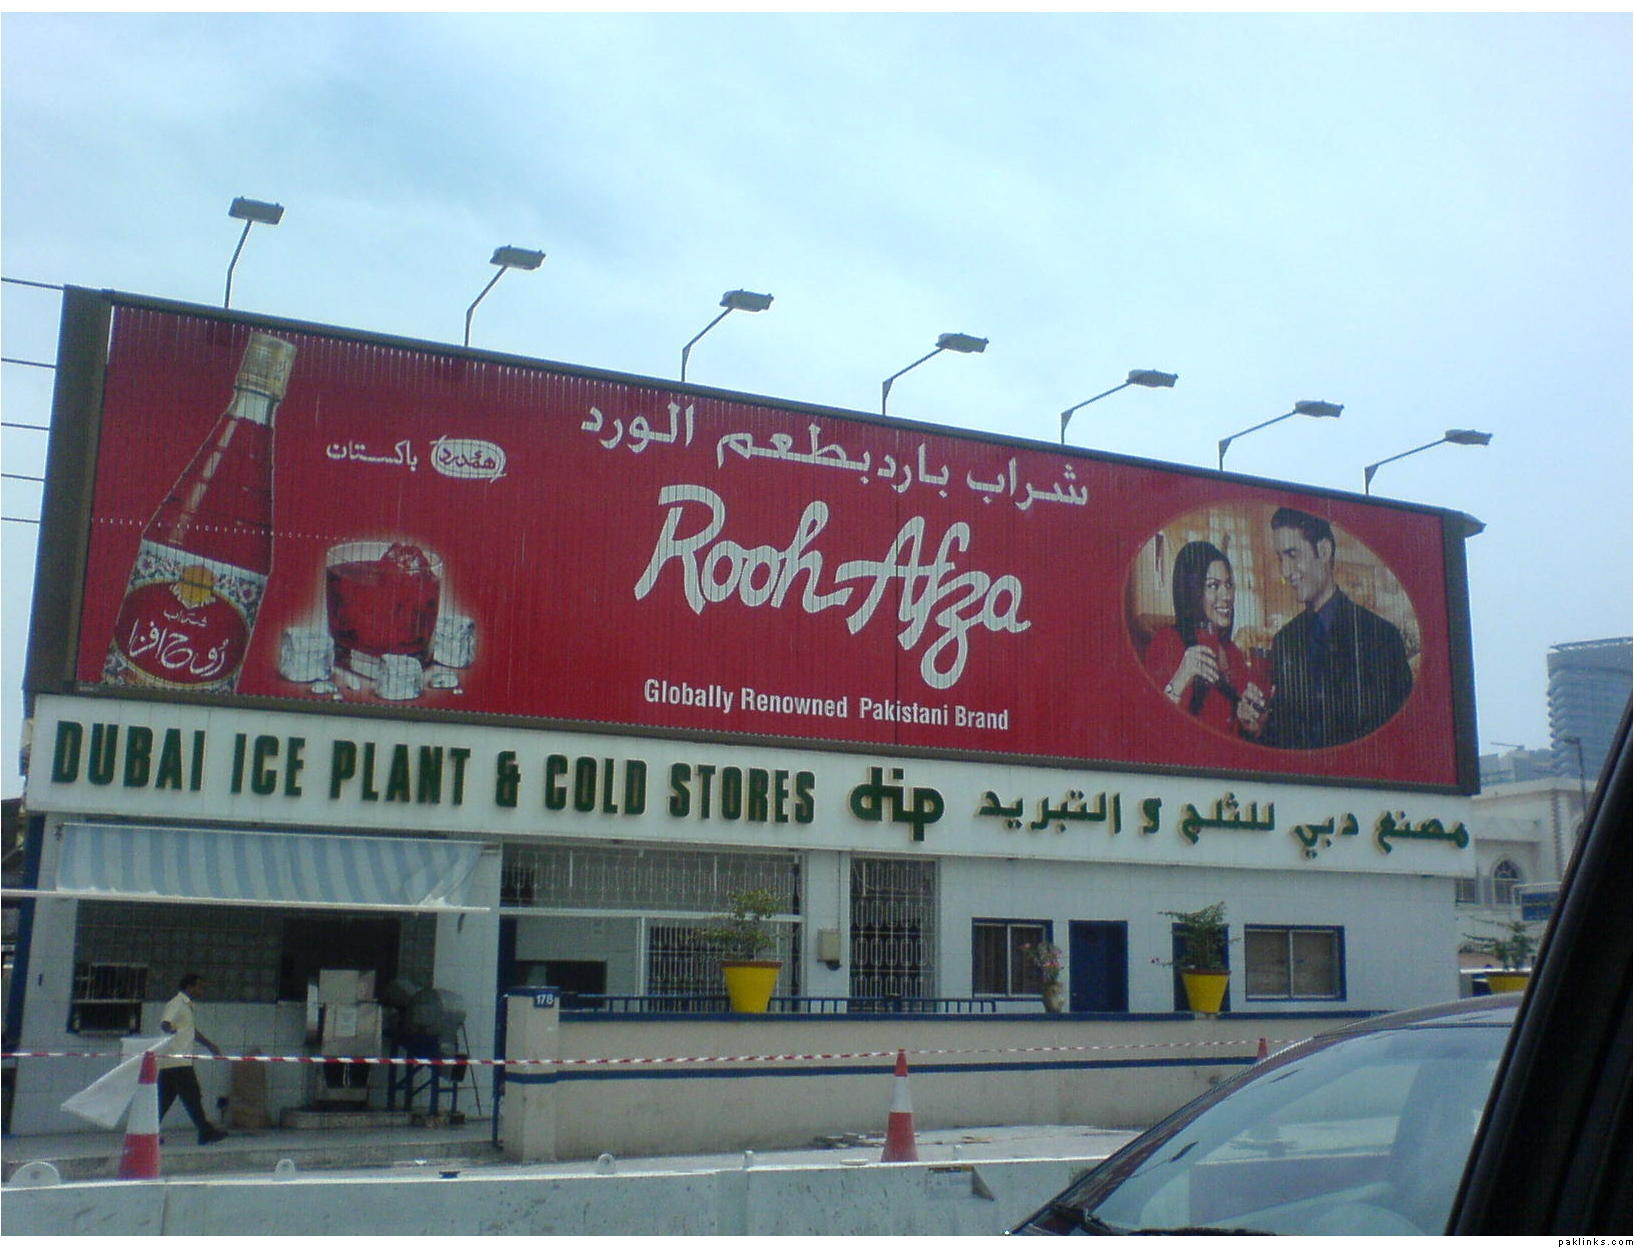 شراب بارد بطعم الورد
همدرد باكستان
Rooh Afza
شراب
روح افزا
Globally Renowned Pakistani Brand
DUBAI ICE PLANT & COLD STORES dip مصنع دبي للثلج و التبريد
178
paklinks.com